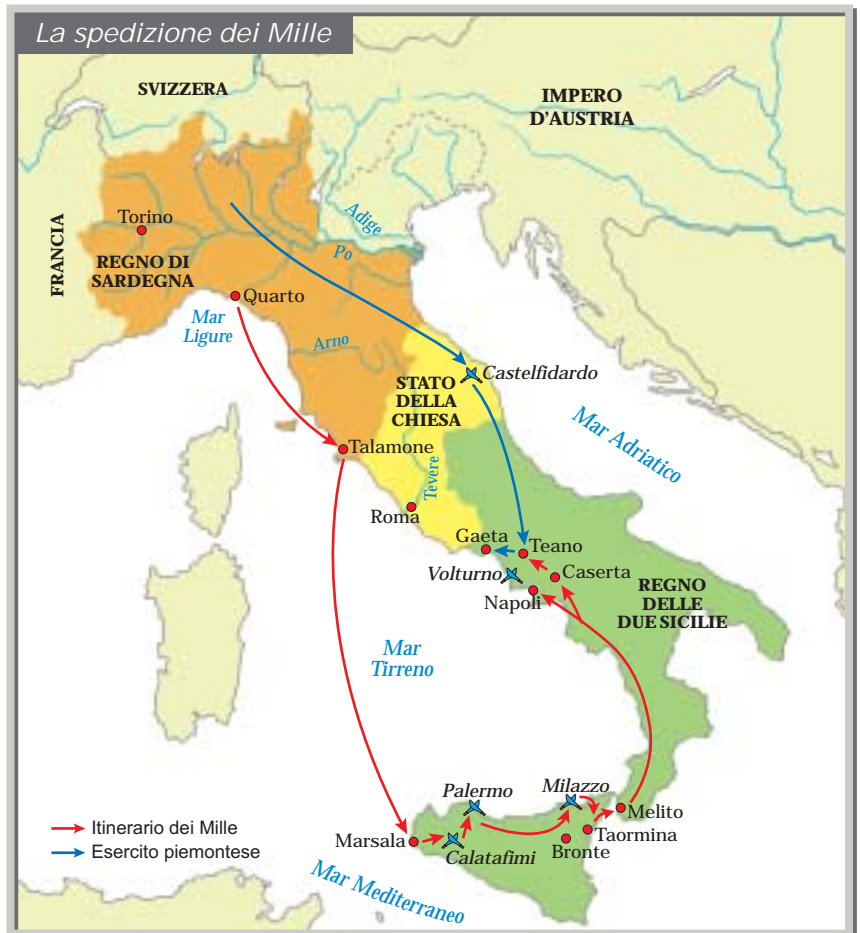 La spedizione dei Mille
SVIZZERA
IMPERO
D'AUSTRIA
FRANCIA
Torino
REGNO DI
SARDEGNA
Adige
Po
Quarto
Mar
Ligure
Arno
STATO
DELLA
CHIESA
Castelfidardo
Mar Adriatico
Talamone
Tevere
Roma
Gaeta
Teano
Volturno
Caserta
Napoli
REGNO
DELLE
DUE SICILIE
Mar
Tirreno
Palermo
Milazzo
Melito
Taormina
Marsala
Calatafimi
Bronte
Itinerario dei Mille
Esercito piemontese
Mar Mediterraneo